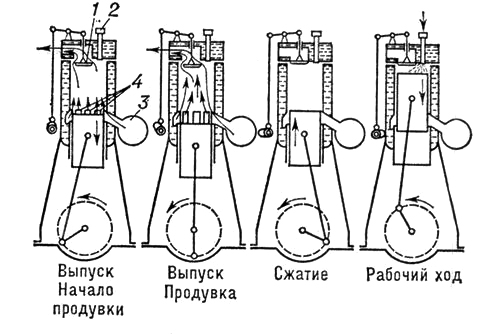 1 2
4
3
Выпуск
Начало
продувки
Выпуск
Продувка
Сжатие
Рабочий ход